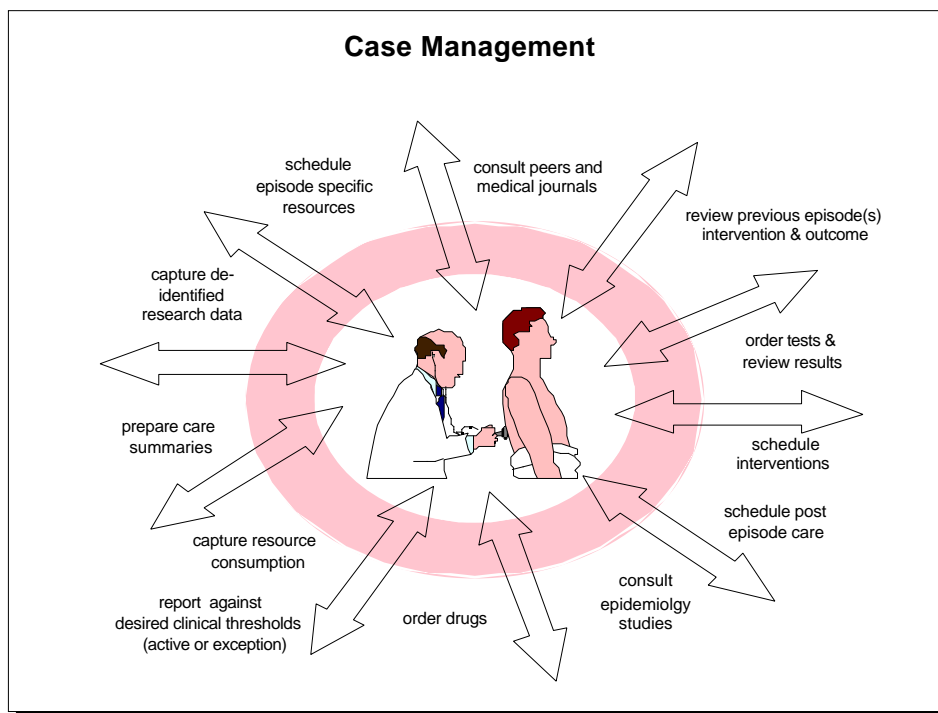 Case Management
schedule
episode specific
resources
consult peers and
medical journals
review previous episode(s)
intervention & outcome
capture de-
identified
research data
order tests &
review results
prepare care
summaries
schedule
interventions
capture resource
consumption
schedule post
episode care
report against
desired clinical thresholds
(active or exception)
order drugs
consult
epidemiolgy
studies